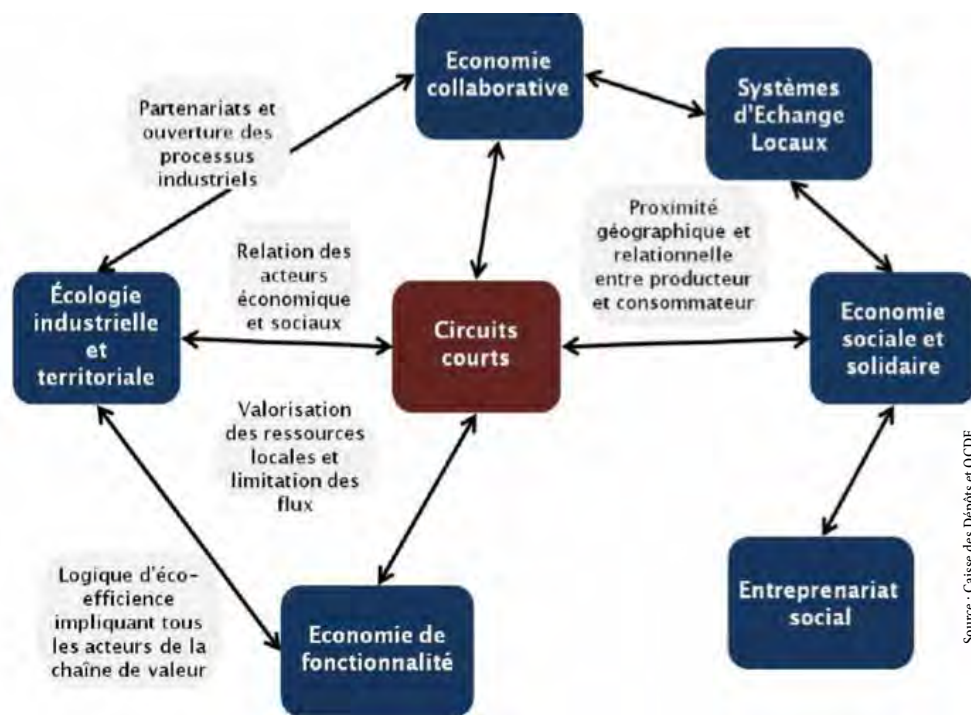 Economie
collaborative
Systèmes
d'Echange
Locaux
Partenariats et
ouverture des
processus
industriels
Proximité
géographique et
relationnelle
entre producteur
et consommateur
Relation des
acteurs
économique
et sociaux
Écologie
industrielle
et
territoriale
Circuits
courts
Economie
sociale et
solidaire
Valorisation
des ressources
locales et
limitation des
flux
Logique d'éco-
efficience
impliquant tous
les acteurs de la
chaîne de valeur
Economie de
fonctionnalité
Entreprenariat
social
Source : Caisse des Dépôts et OCDE